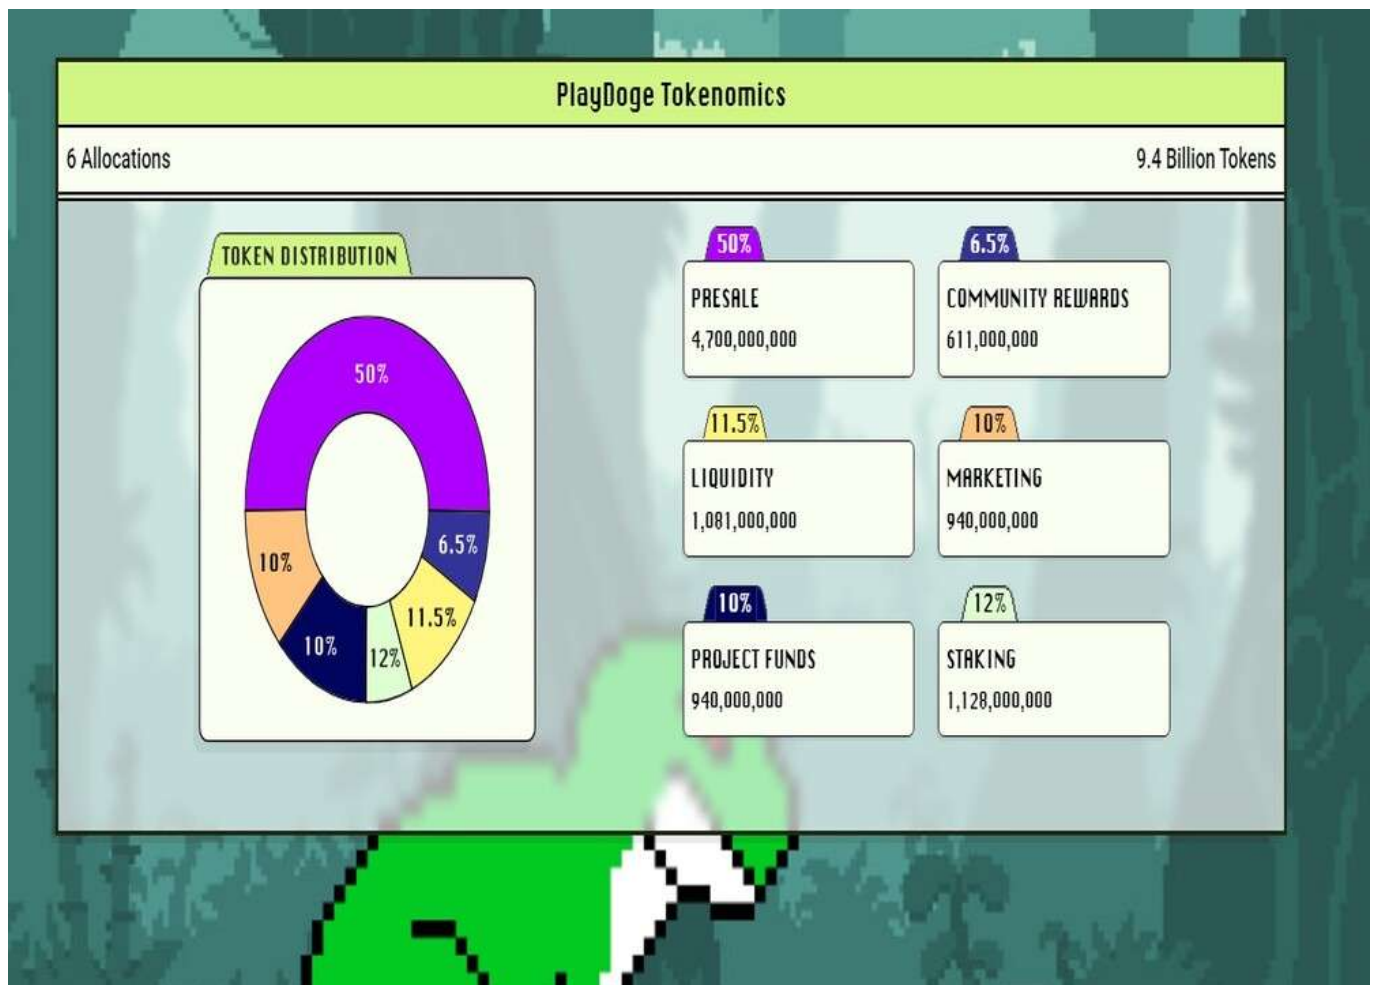 PlayDoge Tokenomics
6 Allocations
9.4 Billion Tokens
TOKEN DISTRIBUTION
50%
10%
6.5%
10%
12%
11.5%
50%
PRESALE
4,700,000,000
6.5%
COMMUNITY REWARDS
611,000,000
11.5%
LIQUIDITY
1,081,000,000
10%
MARKETING
940,000,000
10%
PROJECT FUNDS
940,000,000
12%
STAKING
1,128,000,000